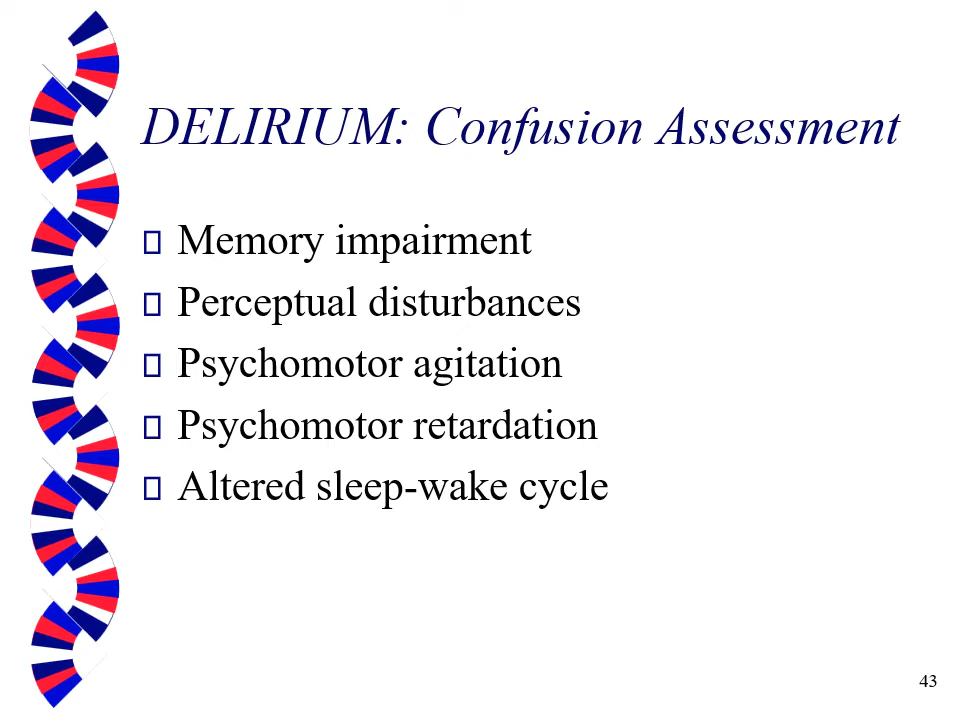 DELIRIUM: Confusion Assessment
Memory impairment
Perceptual disturbances
Psychomotor agitation
Psychomotor retardation
Altered sleep-wake cycle
43